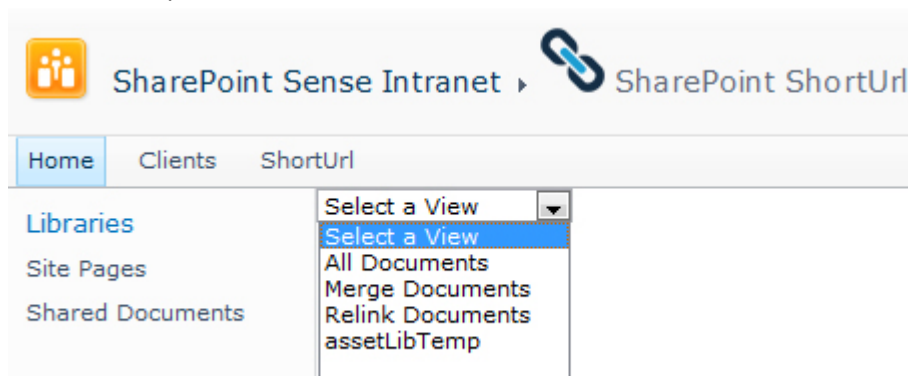 SharePoint Sense Intranet ▸ SharePoint ShortUrl
Home Clients ShortUrl
Libraries
Site Pages
Shared Documents
Select a View
Select a View
All Documents
Merge Documents
Relink Documents
assetLibTemp